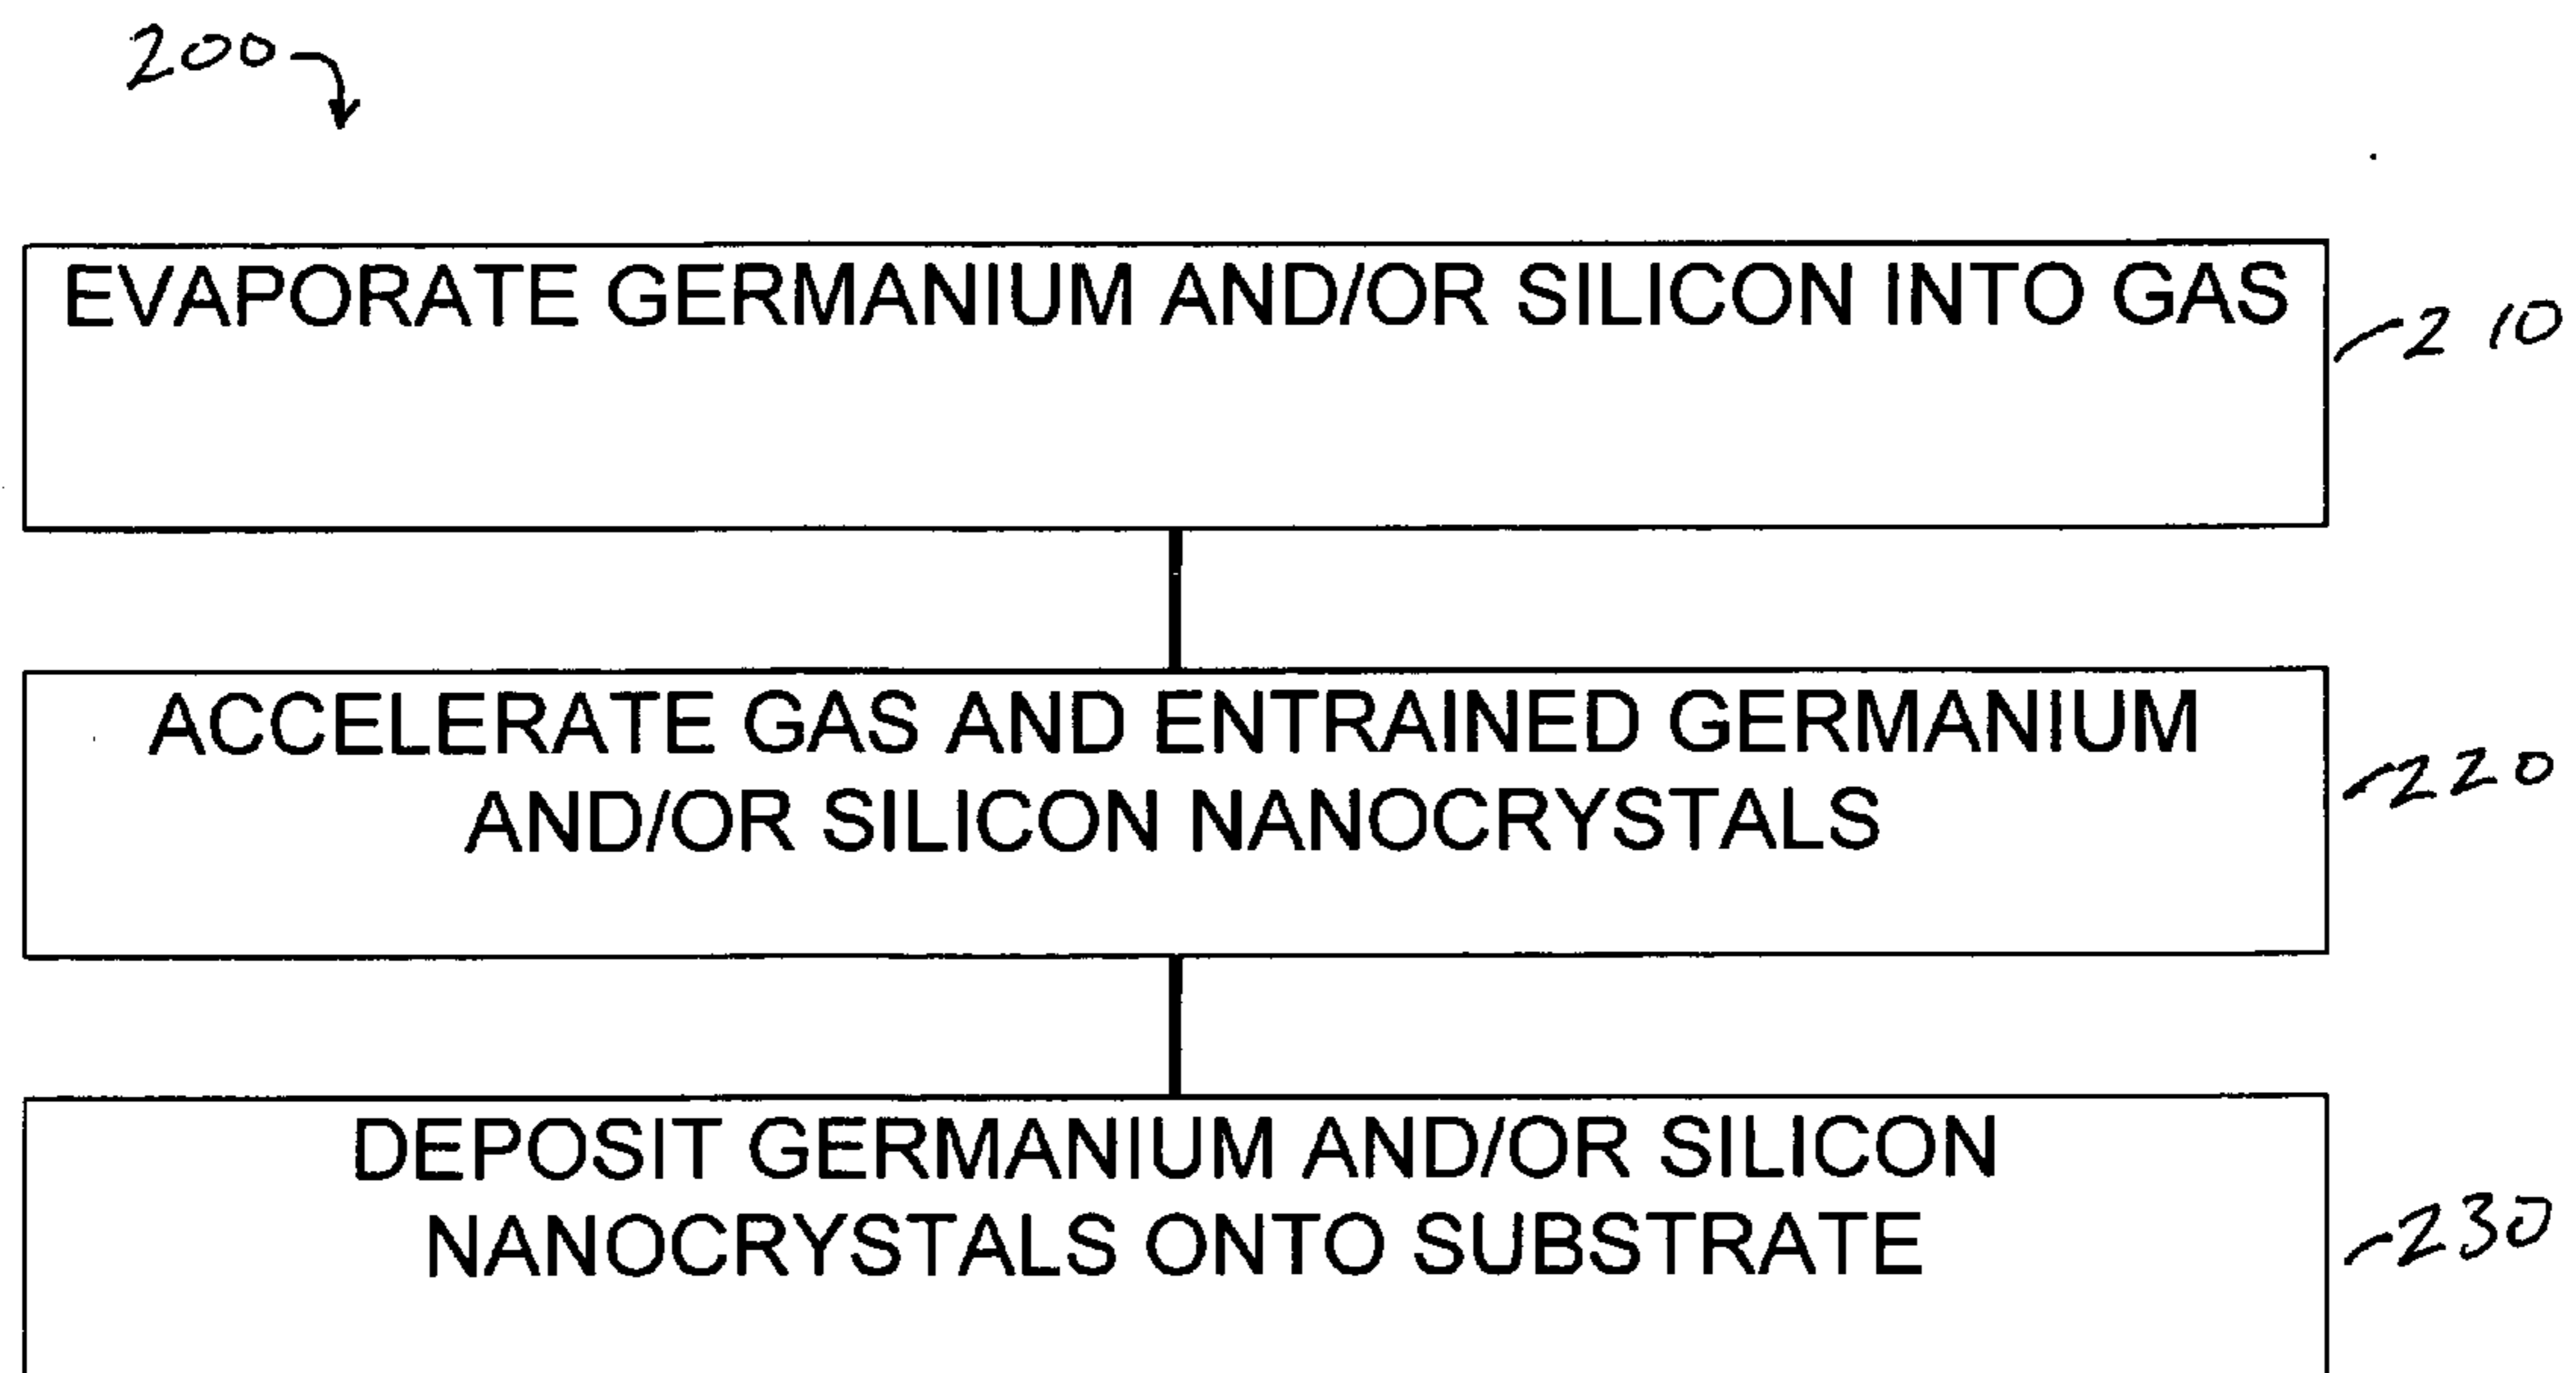 200
EVAPORATE GERMANIUM AND/OR SILICON INTO GAS
210
ACCELERATE GAS AND ENTRAINED GERMANIUM
AND/OR SILICON NANOCRYSTALS
220
DEPOSIT GERMANIUM AND/OR SILICON
NANOCRYSTALS ONTO SUBSTRATE
230